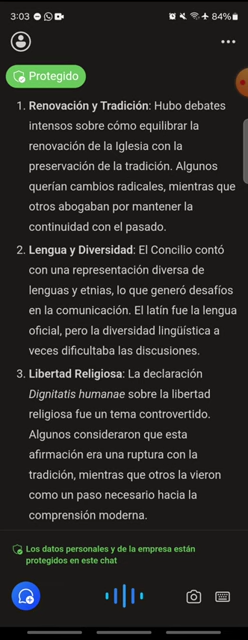 3:03
84%
Protegido
1. Renovación y Tradición: Hubo debates
intensos sobre cómo equilibrar la
renovación de la Iglesia con la
preservación de la tradición. Algunos
querían cambios radicales, mientras que
otros abogaban por mantener la
continuidad con el pasado.
2. Lengua y Diversidad: El Concilio contó
con una representación diversa de
lenguas y etnias, lo que generó desafíos
en la comunicación. El latín fue la lengua
oficial, pero la diversidad lingüística a
veces dificultaba las discusiones.
3. Libertad Religiosa: La declaración
Dignitatis humanae sobre la libertad
religiosa fue un tema controvertido.
Algunos consideraron que esta
afirmación era una ruptura con la
tradición, mientras que otros la vieron
como un paso necesario hacia la
comprensión moderna.
Los datos personales y de la empresa están
protegidos en este chat